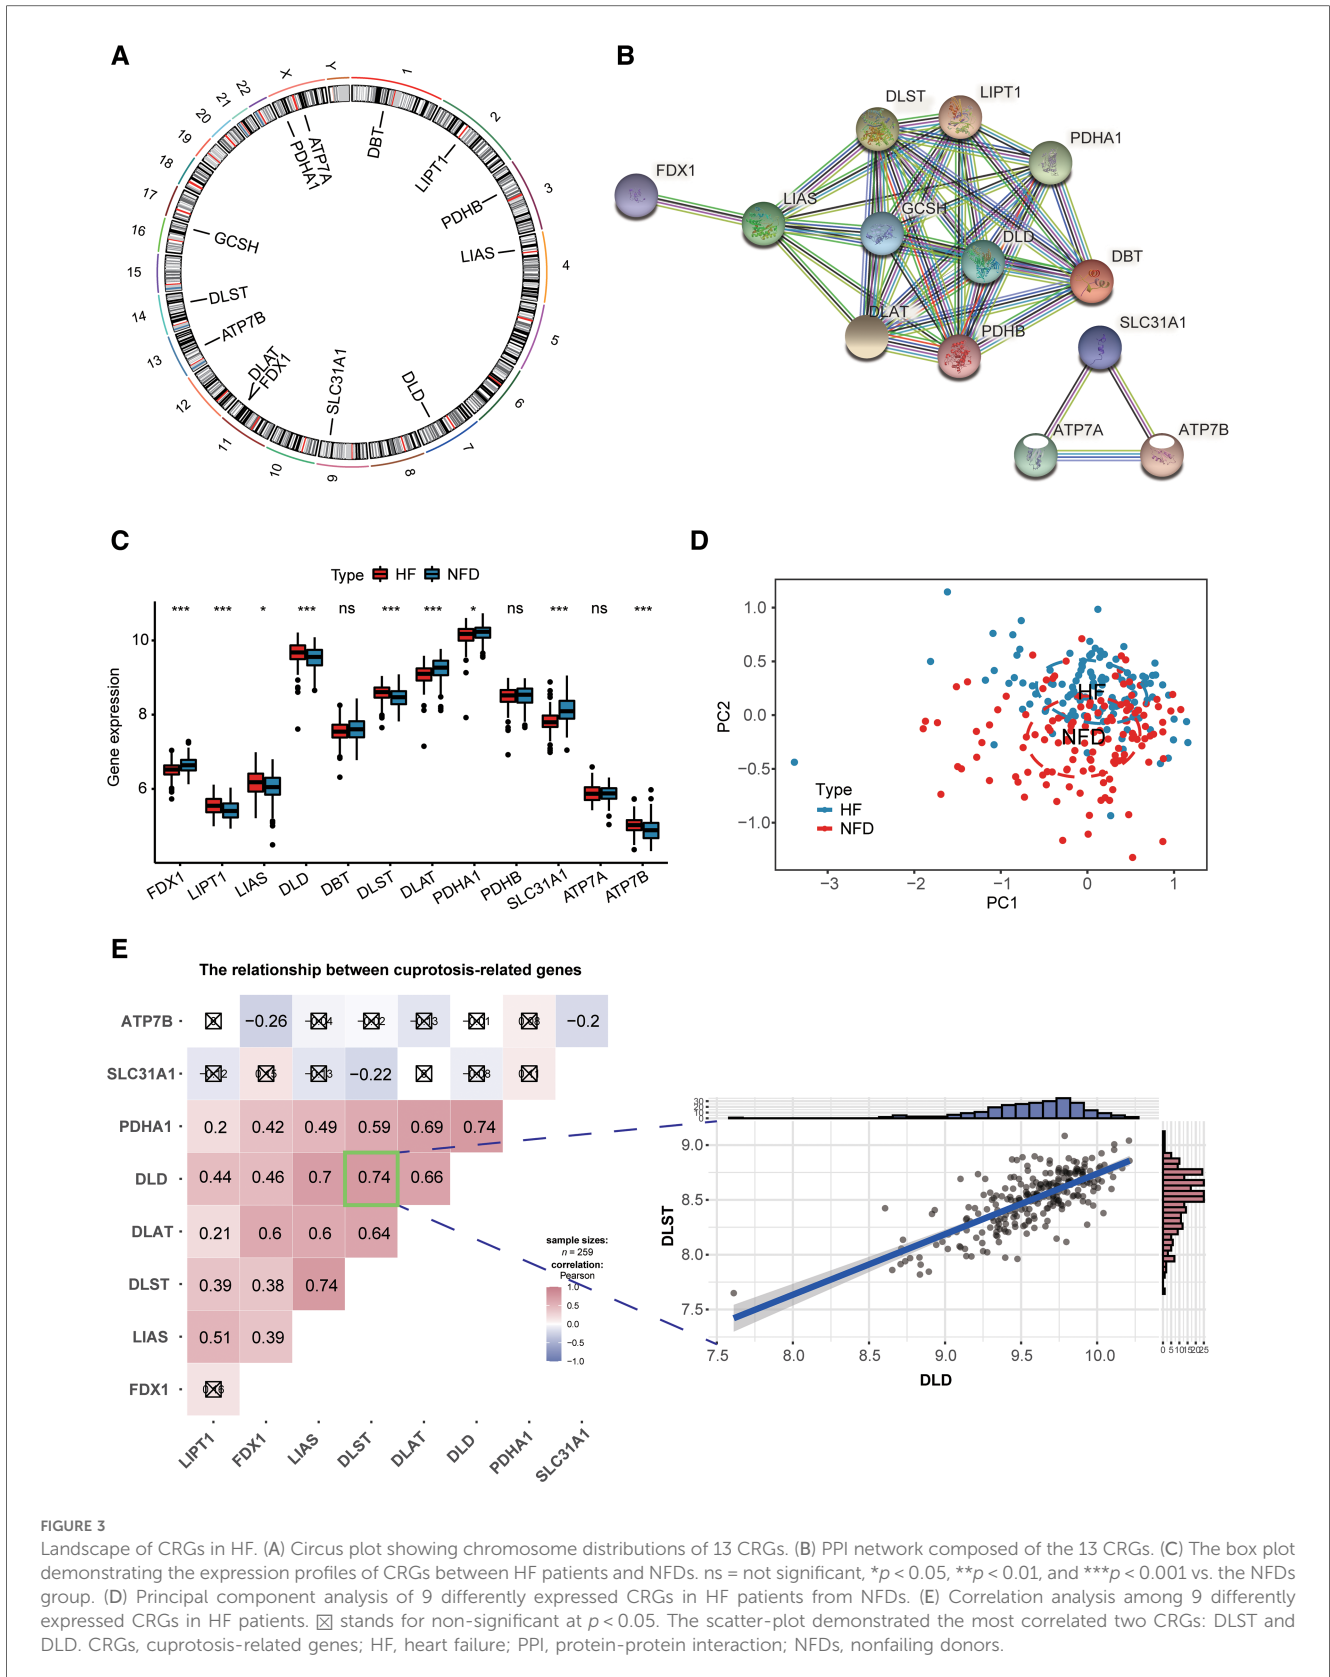 A
X
Y
1
2
3
4
5
6
7
8
9
10
11
12
13
14
15
16
17
18
19
20
21
22
DBT
LIPT1
PDHB
LIAS
DLD
SLC31A1
FDX1
DLAT
ATP7B
DLST
GCSH
PDHA1
ATP7A
B
DLST
LIPT1
PDHA1
FDX1
LIAS
GCSH
DLD
DBT
DLAT
PDHB
SLC31A1
ATP7A
ATP7B
C
Type HF NFD
*** *** * *** ns *** *** * ns *** ns ***
Gene expression
10
8
6
FDX1 LIPT1 LIAS DLD DBT DLST DLAT PDHA1 PDHB SLC31A1 ATP7A ATP7B
D
1.0
0.5
0.0
−0.5
−1.0
PC2
HF
NFD
Type
HF
NFD
−3 −2 −1 0 1
PC1
E
The relationship between cuprotosis-related genes
ATP7B −0.26 −0.2
SLC31A1 −0.22
PDHA1 0.2 0.42 0.49 0.59 0.69 0.74
DLD 0.44 0.46 0.7 0.74 0.66
DLAT 0.21 0.6 0.6 0.64
DLST 0.39 0.38 0.74
LIAS 0.51 0.39
FDX1
LIPT1 FDX1 LIAS DLST DLAT DLD PDHA1 SLC31A1
sample sizes:
n = 259
correlation:
Pearson
1.0
0.5
0.0
−0.5
−1.0
30
20
10
0
9.0
8.5
8.0
7.5
DLST
7.5 8.0 8.5 9.0 9.5 10.0
DLD
0 5 10 15 20 25
FIGURE 3
Landscape of CRGs in HF. (A) Circus plot showing chromosome distributions of 13 CRGs. (B) PPI network composed of the 13 CRGs. (C) The box plot
demonstrating the expression profiles of CRGs between HF patients and NFDs. ns = not significant, *p < 0.05, **p < 0.01, and ***p < 0.001 vs. the NFDs
group. (D) Principal component analysis of 9 differently expressed CRGs in HF patients from NFDs. (E) Correlation analysis among 9 differently
expressed CRGs in HF patients. ☒ stands for non-significant at p < 0.05. The scatter-plot demonstrated the most correlated two CRGs: DLST and
DLD. CRGs, cuprotosis-related genes; HF, heart failure; PPI, protein-protein interaction; NFDs, nonfailing donors.